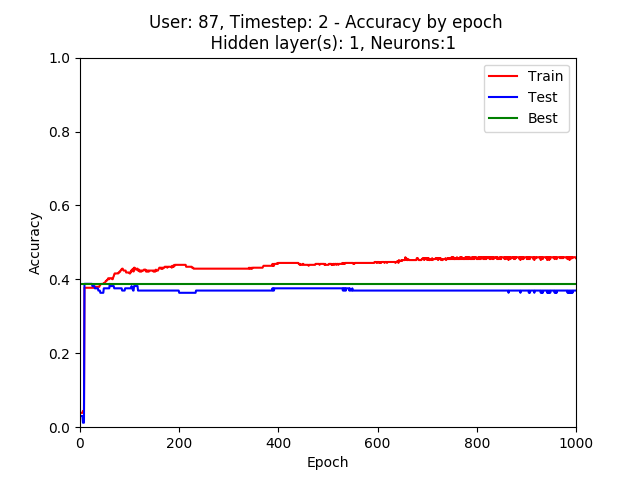 User: 87, Timestep: 2 - Accuracy by epoch
Hidden layer(s): 1, Neurons:1
1.0
Train
Test
Best
0.8
0.6
Accuracy
0.4
0.2
0.0
0 200 400 600 800 1000
Epoch